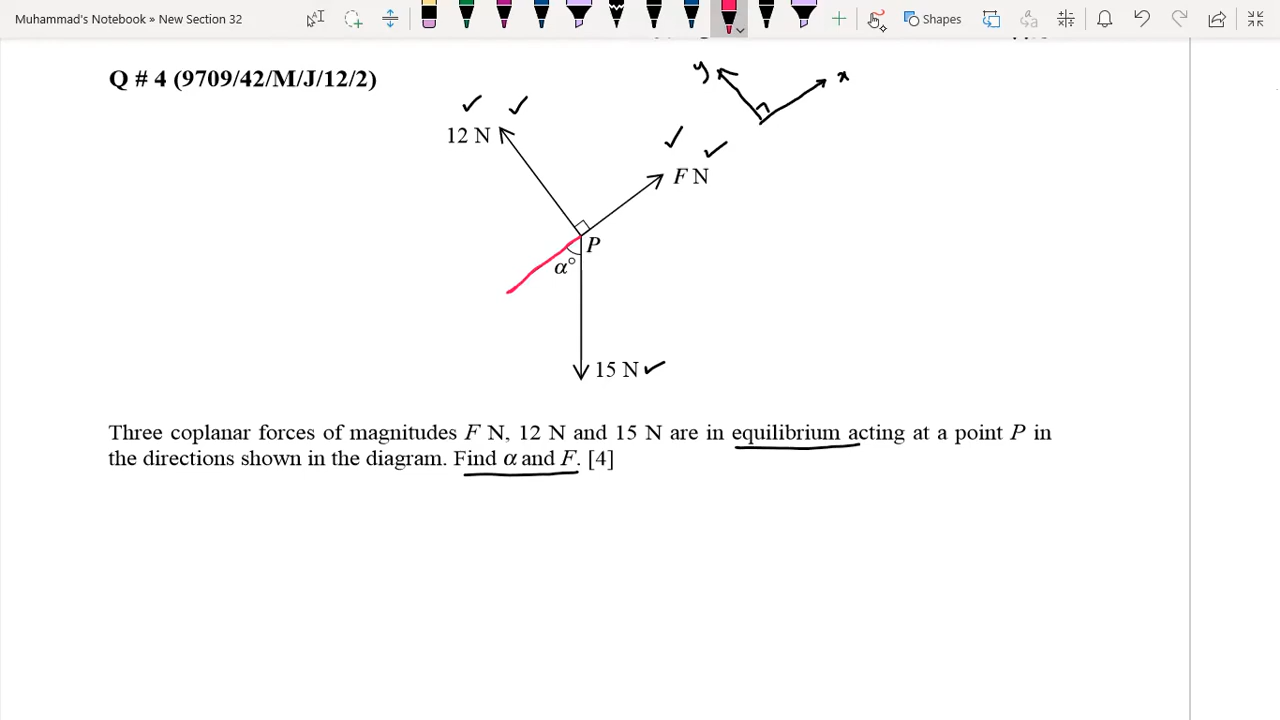 Muhammad's Notebook » New Section 32
Shapes
Q # 4 (9709/42/M/J/12/2)
y
x
12 N
F N
P
α°
15 N
Three coplanar forces of magnitudes F N, 12 N and 15 N are in equilibrium acting at a point P in
the directions shown in the diagram. Find α and F. [4]